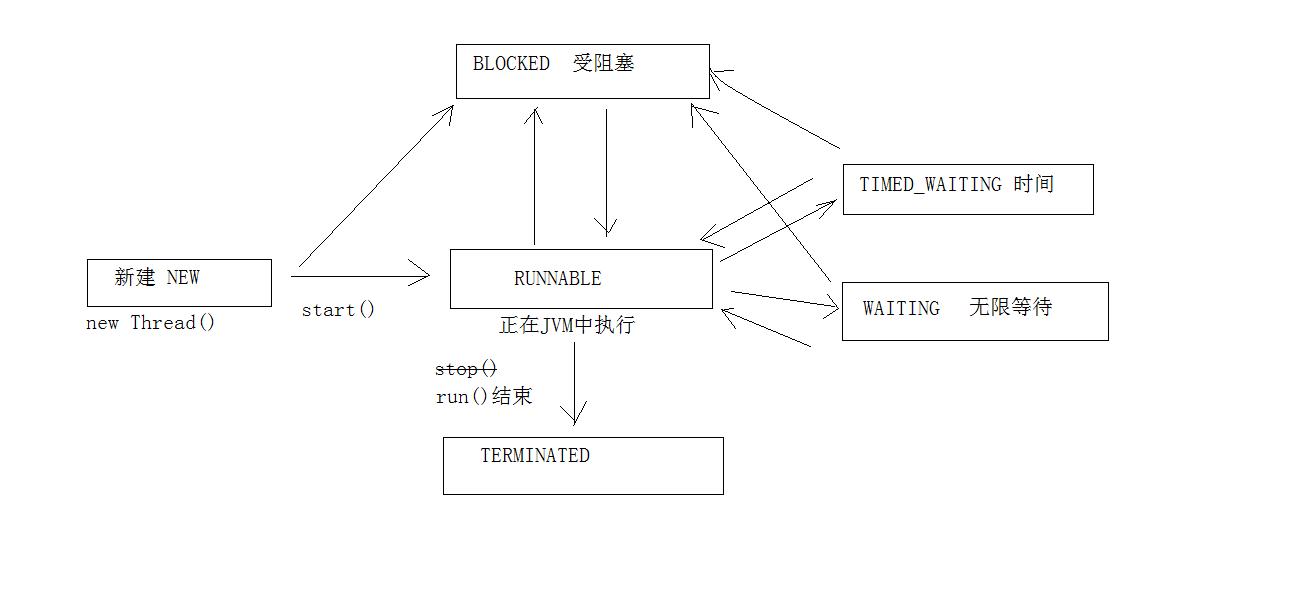 BLOCKED 受阻塞
TIMED_WAITING 时间
新建 NEW
new Thread()
start()
RUNNABLE
正在JVM中执行
WAITING 无限等待
stop()
run()结束
TERMINATED